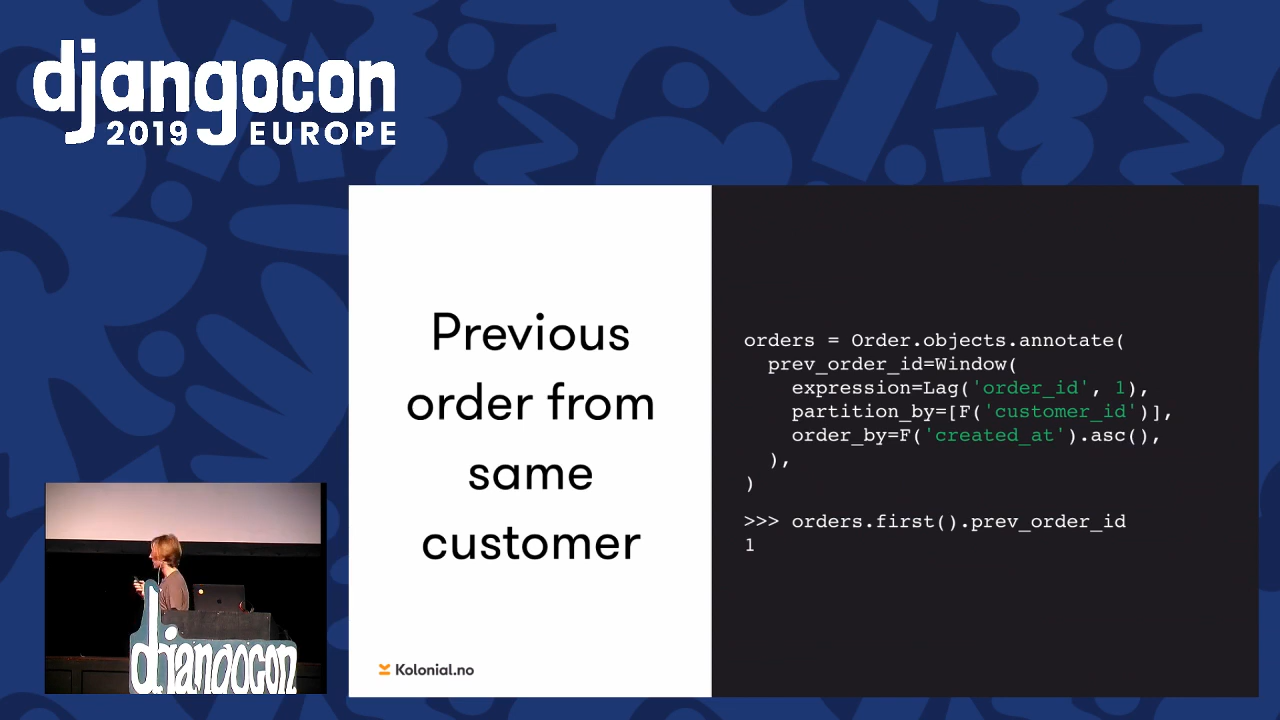 djangocon
2019 EUROPE
Previous
order from
same
customer
Kolonial.no
orders = Order.objects.annotate(
  prev_order_id=Window(
    expression=Lag('order_id', 1),
    partition_by=[F('customer_id')],
    order_by=F('created_at').asc(),
  ),
)
>>> orders.first().prev_order_id
1
djangocon